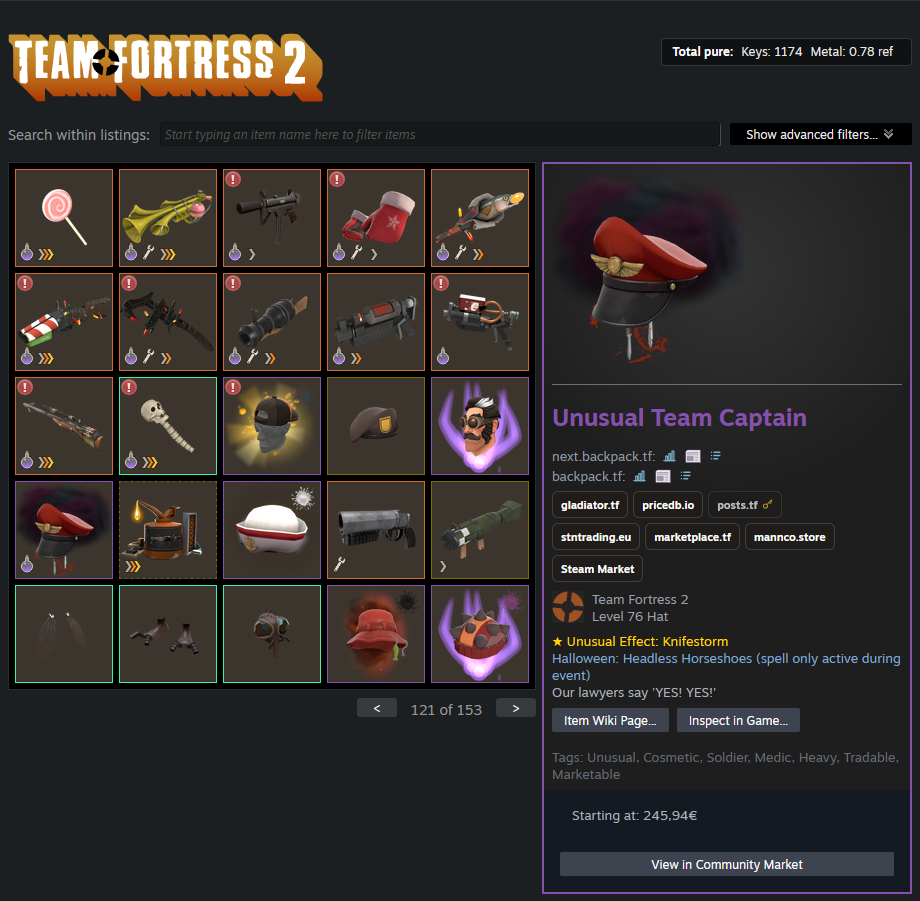 TEAM FORTRESS 2
Total pure: Keys: 1174 Metal: 0.78 ref
Search within listings:
Start typing an item name here to filter items
Show advanced filters...
Unusual Team Captain
next.backpack.tf:
backpack.tf:
gladiator.tf
pricedb.io
posts.tf
stntrading.eu
marketplace.tf
mannco.store
Steam Market
Team Fortress 2
Level 76 Hat
★ Unusual Effect: Knifestorm
Halloween: Headless Horseshoes (spell only active during
event)
Our lawyers say 'YES! YES!'
Item Wiki Page...
Inspect in Game...
Tags: Unusual, Cosmetic, Soldier, Medic, Heavy, Tradable,
Marketable
Starting at: 245,94€
View in Community Market
<
121 of 153
>